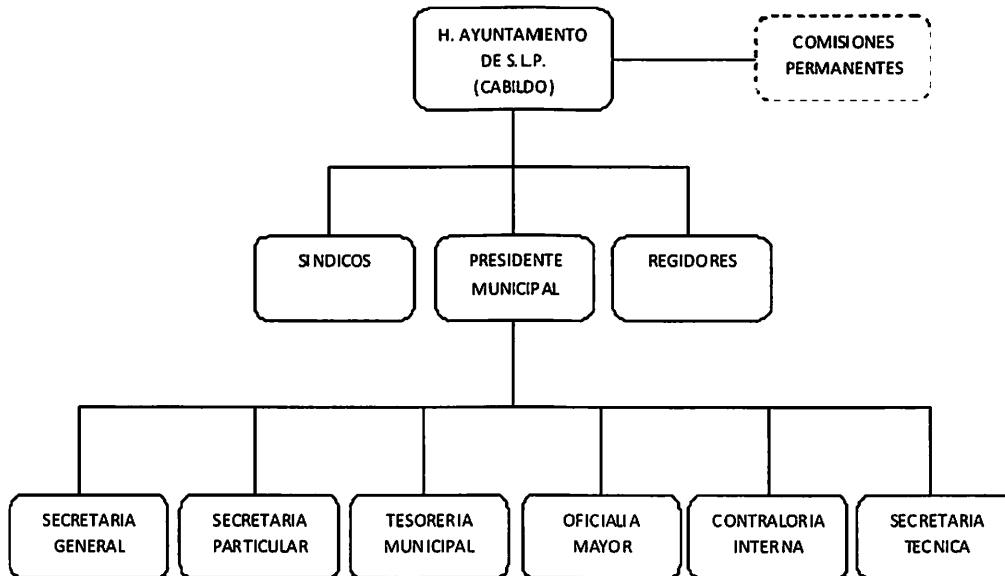 H. AYUNTAMIENTO
DE S.L.P.
(CABILDO)
COMISIONES
PERMANENTES
SINDICOS
PRESIDENTE
MUNICIPAL
REGIDORES
SECRETARIA
GENERAL
SECRETARIA
PARTICULAR
TESORERIA
MUNICIPAL
OFICIALIA
MAYOR
CONTRALORIA
INTERNA
SECRETARIA
TECNICA